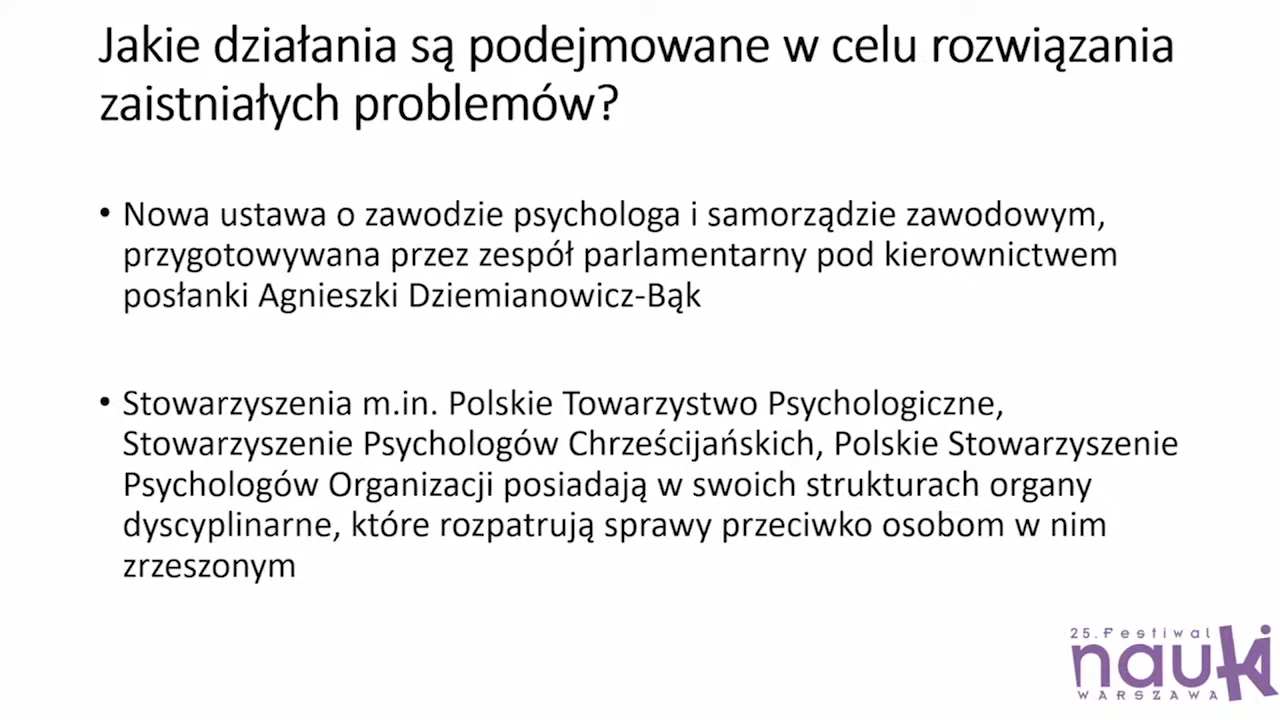 Jakie działania są podejmowane w celu rozwiązania
zaistniałych problemów?
• Nowa ustawa o zawodzie psychologa i samorządzie zawodowym,
przygotowywana przez zespół parlamentarny pod kierownictwem
posłanki Agnieszki Dziemianowicz-Bąk
• Stowarzyszenia m.in. Polskie Towarzystwo Psychologiczne,
Stowarzyszenie Psychologów Chrześcijańskich, Polskie Stowarzyszenie
Psychologów Organizacji posiadają w swoich strukturach organy
dyscyplinarne, które rozpatrują sprawy przeciwko osobom w nim
zrzeszonym
25. Festiwal
nauki
WARSZAWA